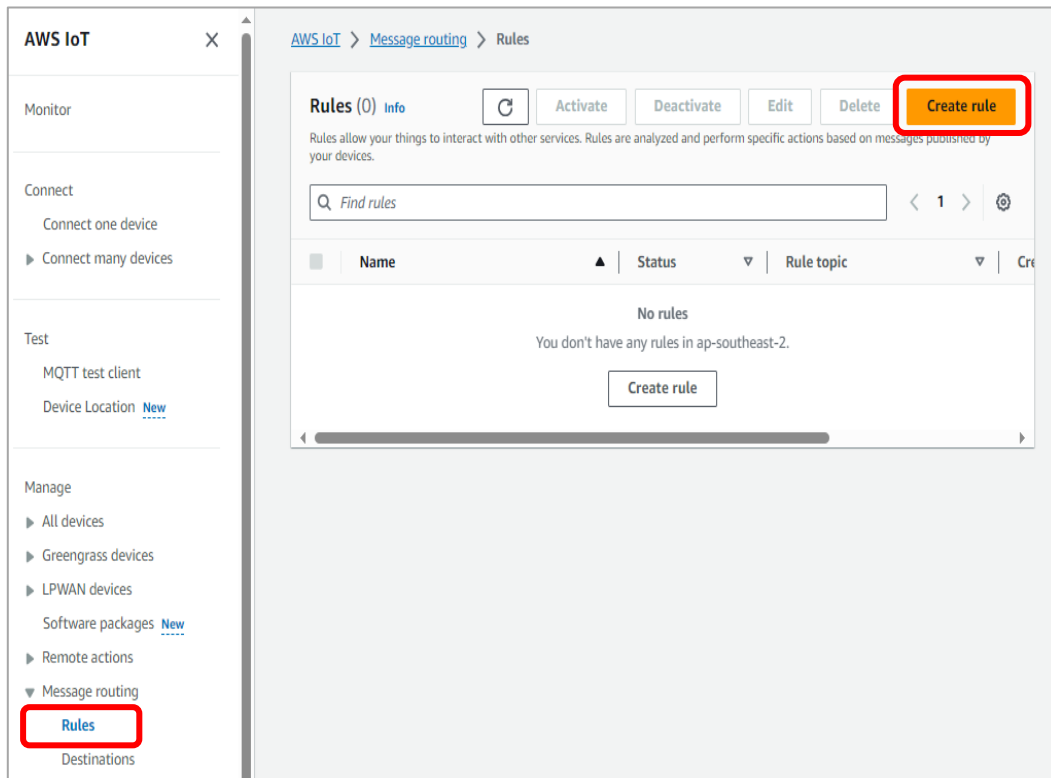 AWS IoT
Monitor
Connect
Connect one device
Connect many devices
Test
MQTT test client
Device Location New
Manage
All devices
Greengrass devices
LPWAN devices
Software packages New
Remote actions
Message routing
Rules
Destinations
AWS IoT > Message routing > Rules
Rules (0) Info
Activate
Deactivate
Edit
Delete
Create rule
Rules allow your things to interact with other services. Rules are analyzed and perform specific actions based on messages published by
your devices.
Find rules
1
Name
Status
Rule topic
Cre
No rules
You don't have any rules in ap-southeast-2.
Create rule